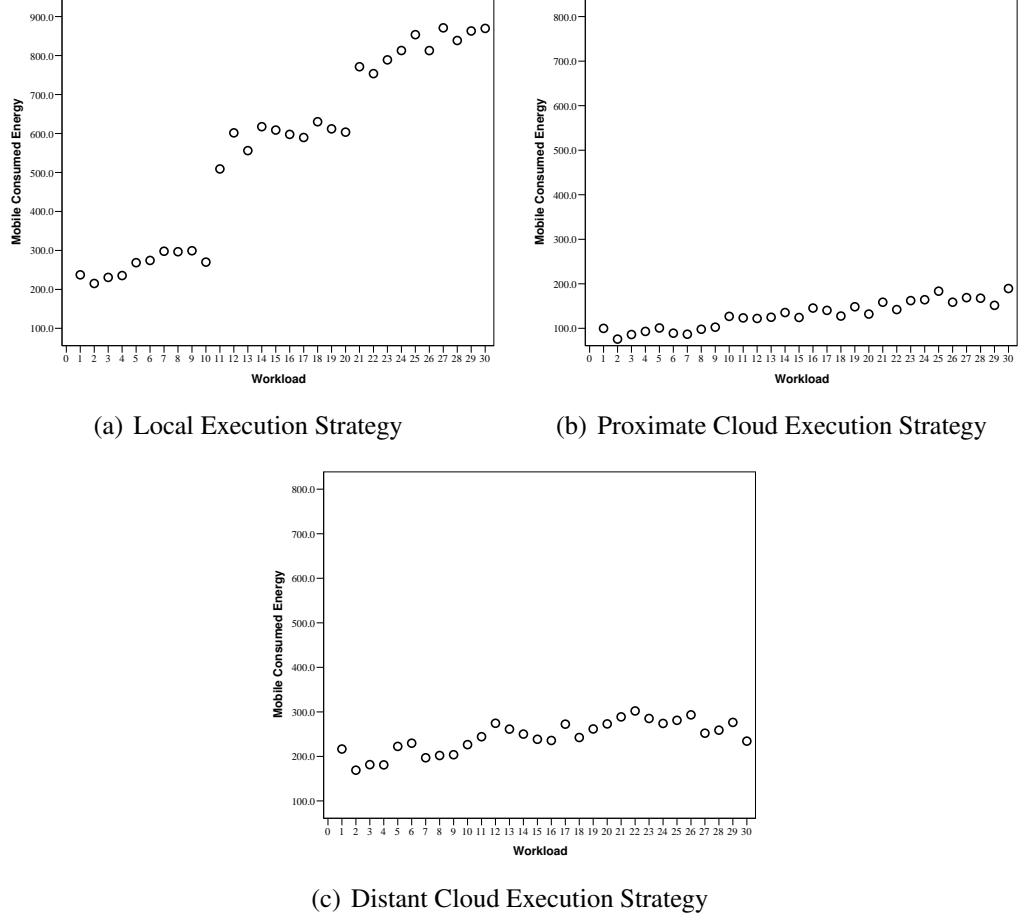 900.0
800.0
700.0
600.0
500.0
400.0
300.0
200.0
100.0
Mobile Consumed Energy
0 1 2 3 4 5 6 7 8 9 10 11 12 13 14 15 16 17 18 19 20 21 22 23 24 25 26 27 28 29 30
Workload
(a) Local Execution Strategy
800.0
700.0
600.0
500.0
400.0
300.0
200.0
100.0
Mobile Consumed Energy
0 1 2 3 4 5 6 7 8 9 10 11 12 13 14 15 16 17 18 19 20 21 22 23 24 25 26 27 28 29 30
Workload
(b) Proximate Cloud Execution Strategy
800.0
700.0
600.0
500.0
400.0
300.0
200.0
100.0
Mobile Consumed Energy
0 1 2 3 4 5 6 7 8 9 10 11 12 13 14 15 16 17 18 19 20 21 22 23 24 25 26 27 28 29 30
Workload
(c) Distant Cloud Execution Strategy